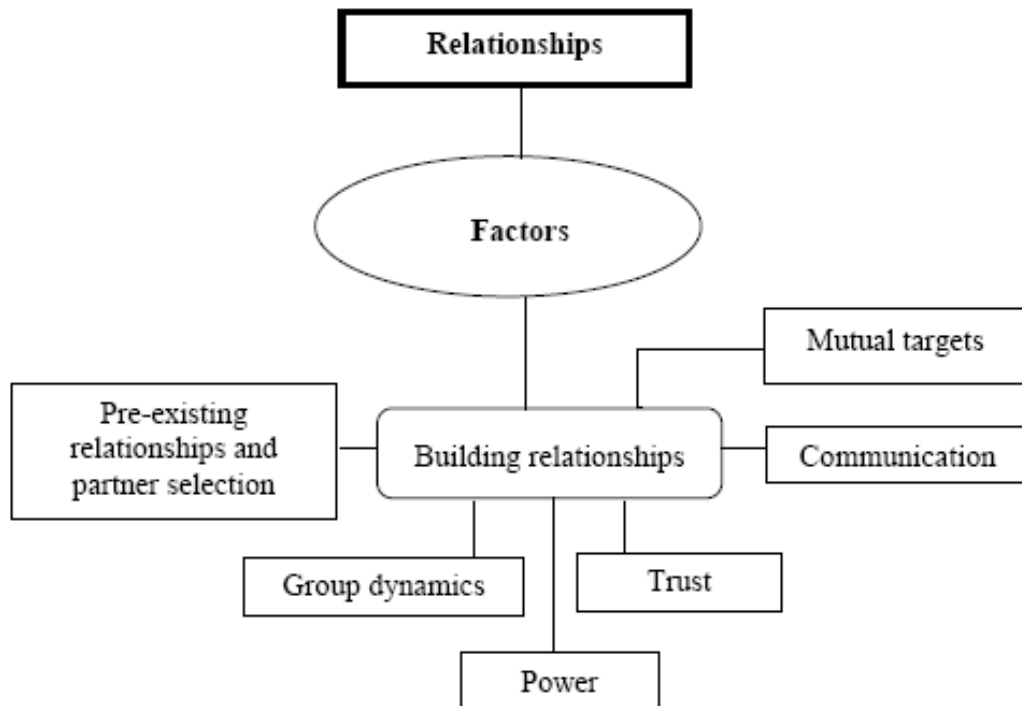 Relationships
Factors
Mutual targets
Pre-existing
relationships and
partner selection
Building relationships
Communication
Group dynamics
Trust
Power